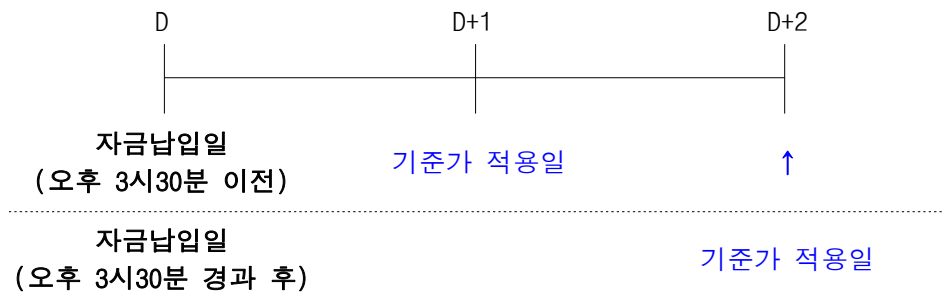 D D+1 D+2
자금납입일
(오후 3시30분 이전)
기준가 적용일
↑
자금납입일
(오후 3시30분 경과 후)
기준가 적용일